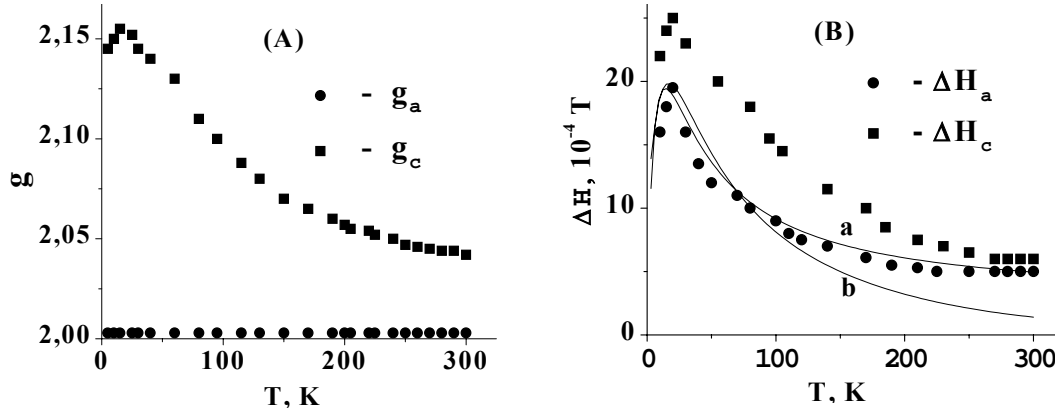 (A)
2,15
2,10
2,05
2,00
g
- g_a
- g_c
0 100 200 300
T, K
(B)
20
10
0
ΔH, 10⁻⁴ T
- ΔH_a
- ΔH_c
a
b
0 100 200 300
T, K